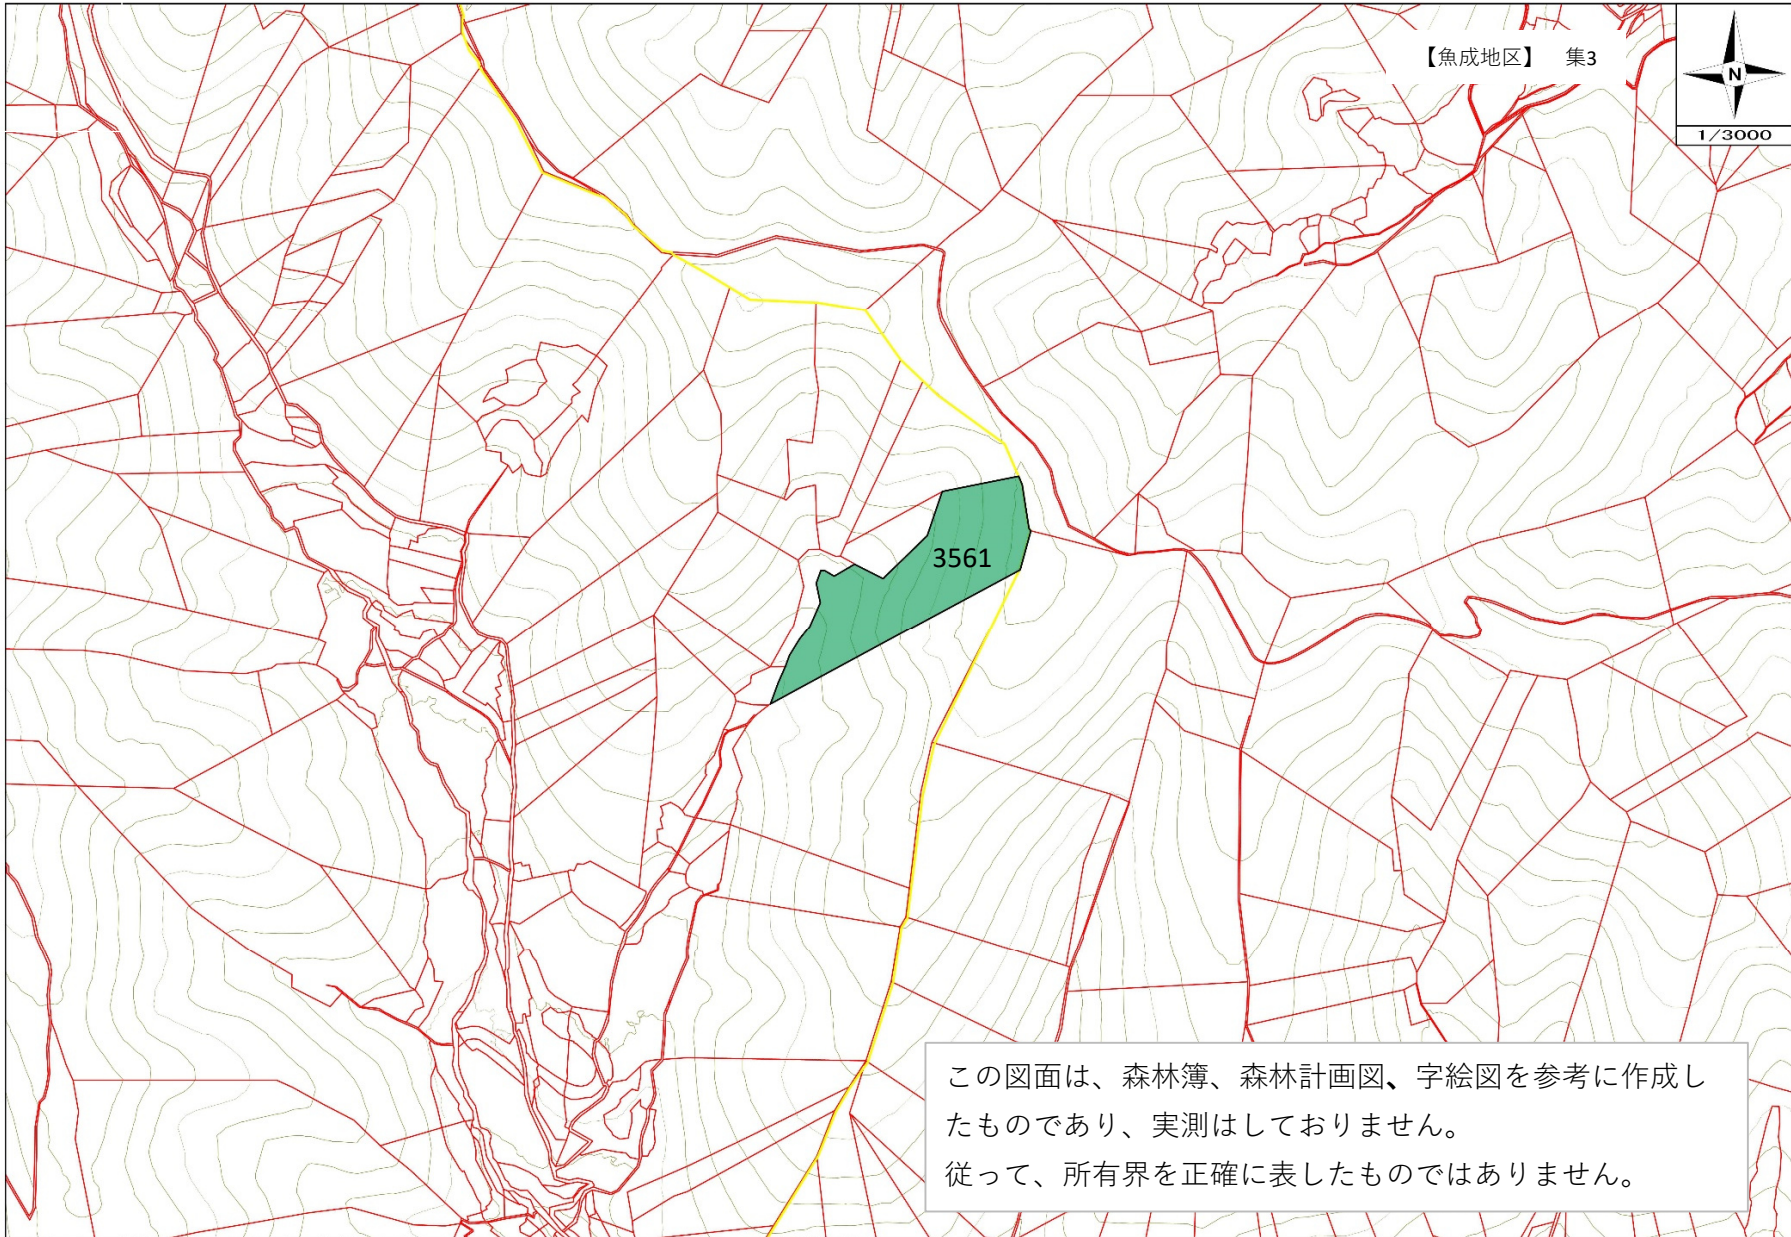 【魚成地区】 集3
N
1/3000
3561
この図面は、森林簿、森林計画図、字絵図を参考に作成し
たものであり、実測はしておりません。
従って、所有界を正確に表したものではありません。